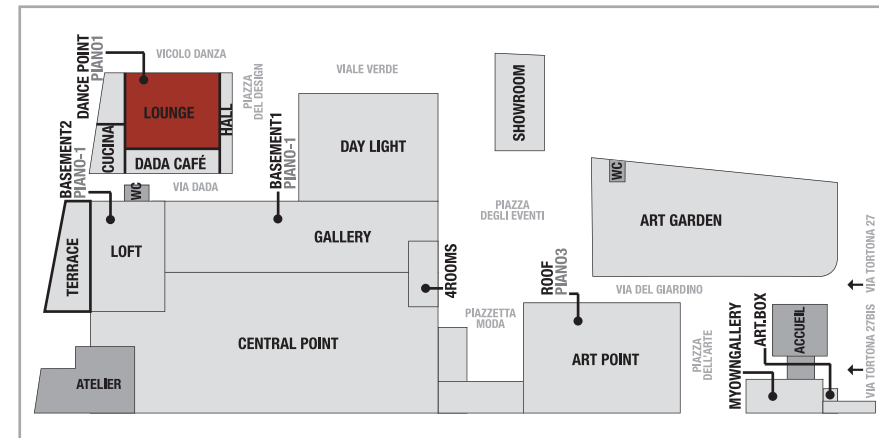 VICOLO DANZA
VIALE VERDE
DANCE POINT
PIANO1
LOUNGE
HALL
PIAZZA
DEL DESIGN
SHOWROOM
CUCINA
DADA CAFÉ
DAY LIGHT
BASEMENT2
PIANO-1
WC
VIA DADA
BASEMENT1
PIANO-1
WC
ART GARDEN
PIAZZA
DEGLI EVENTI
TERRACE
LOFT
GALLERY
4ROOMS
ROOF
PIANO3
VIA DEL GIARDINO
VIA TORTONA 27
PIAZZETTA
MODA
CENTRAL POINT
ART POINT
PIAZZA
DELL'ARTE
MYOWNGALLERY
ART.BOX
ACCUEIL
VIA TORTONA 27BIS
ATELIER